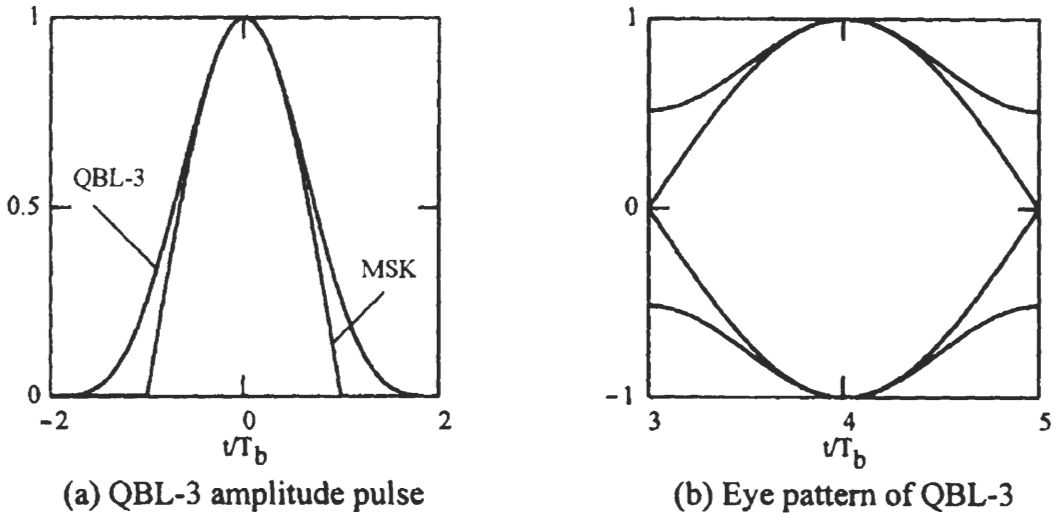 1
0.5
0
QBL-3
MSK
-2
0
2
t/T_b
(a) QBL-3 amplitude pulse
1
0
-1
3
4
5
t/T_b
(b) Eye pattern of QBL-3